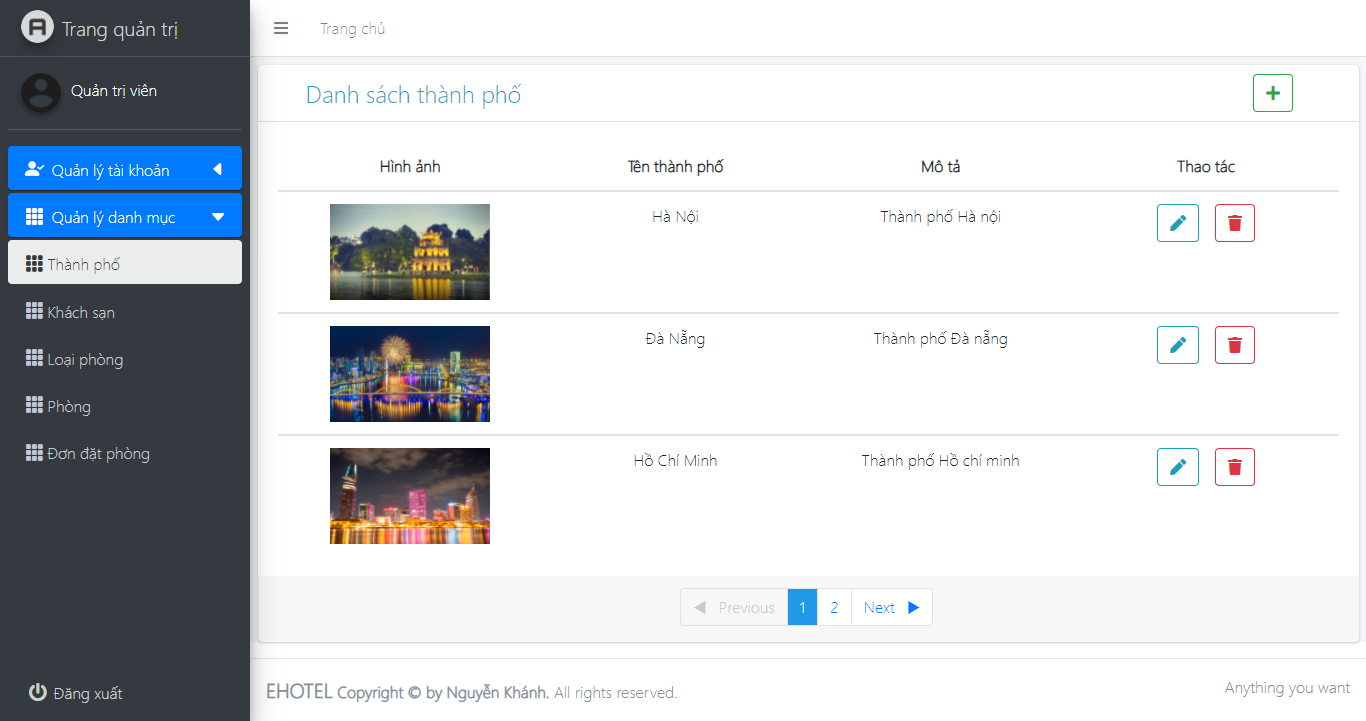 Trang quản trị
Trang chủ
Quản trị viên
Danh sách thành phố
Quản lý tài khoản
Quản lý danh mục
Thành phố
Khách sạn
Loại phòng
Phòng
Đơn đặt phòng
Đăng xuất
Hình ảnh Tên thành phố Mô tả Thao tác
Hà Nội Thành phố Hà nội
Đà Nẵng Thành phố Đà nẵng
Hồ Chí Minh Thành phố Hồ chí minh
Previous 1 2 Next
EHOTEL Copyright © by Nguyễn Khánh. All rights reserved.
Anything you want